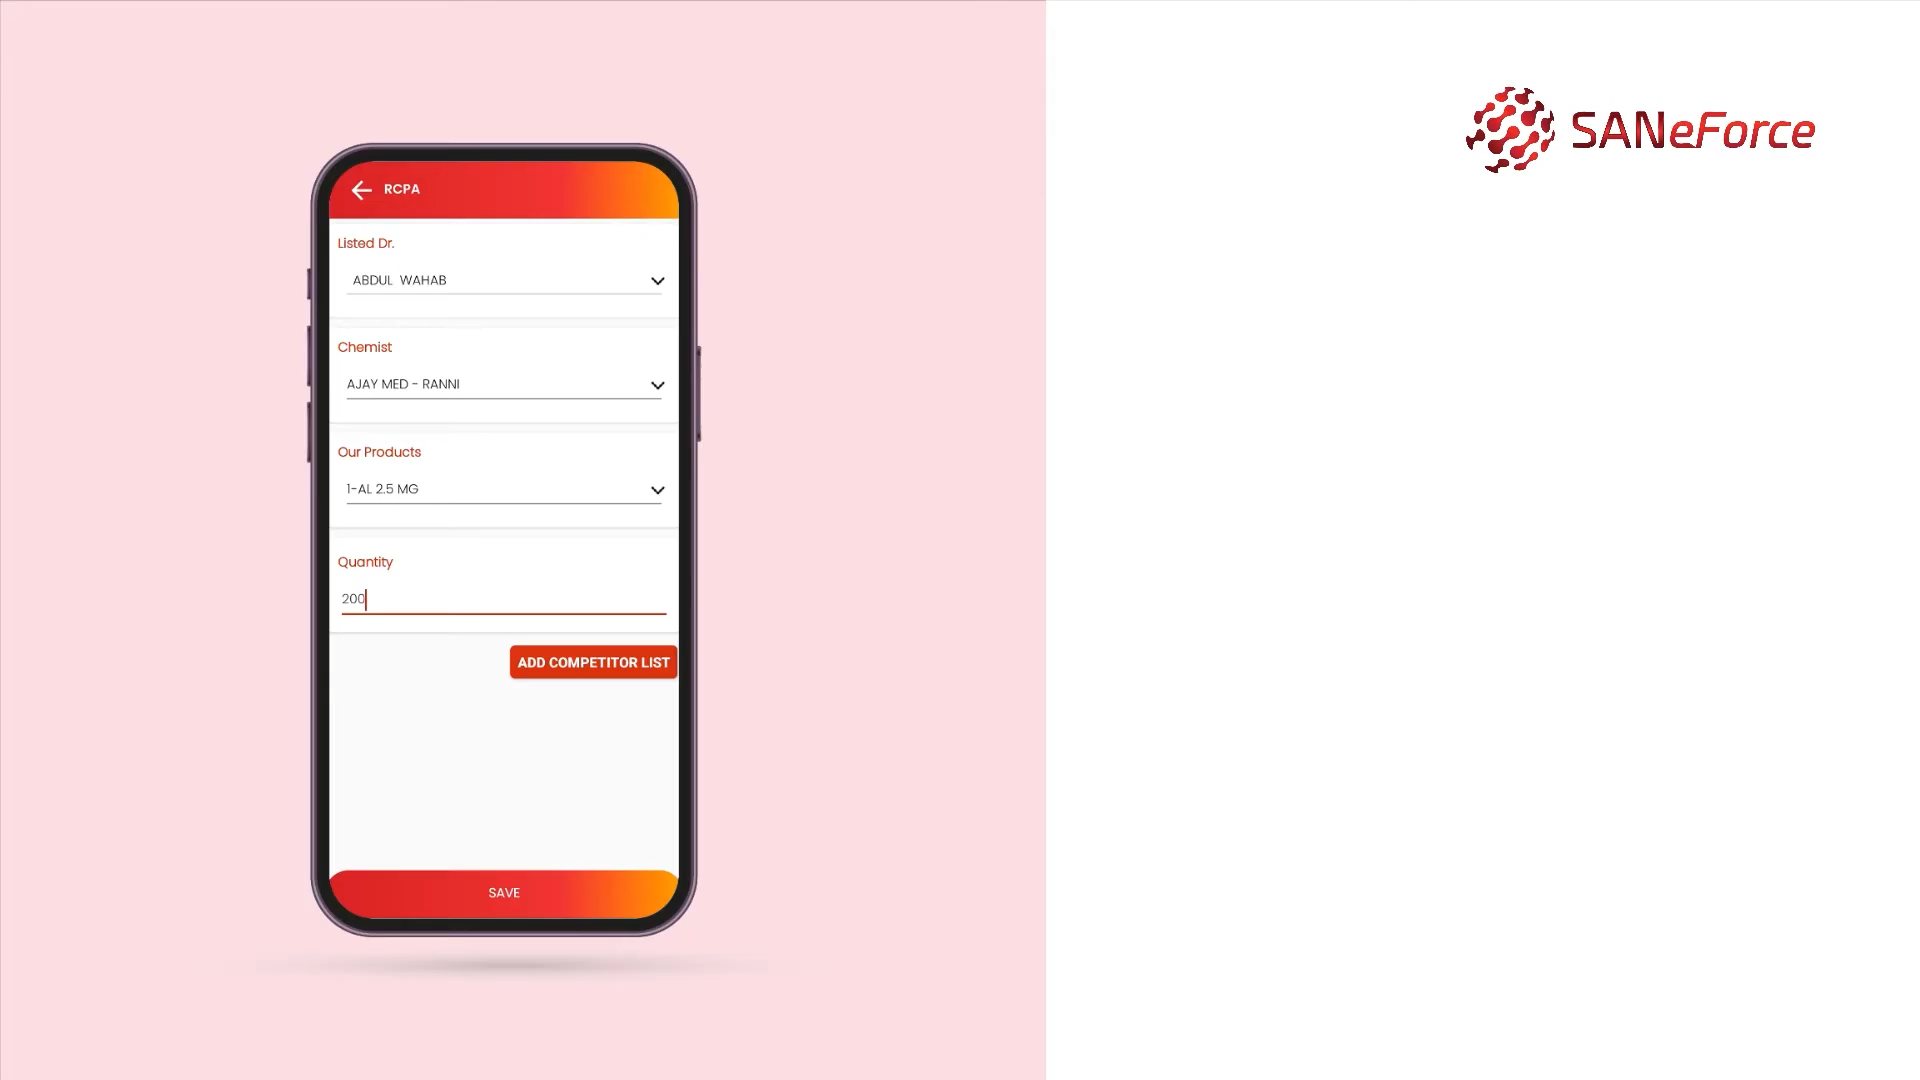 RCPA
Listed Dr.
ABDUL  WAHAB
Chemist
AJAY MED - RANNI
Our Products
1-AL 2.5 MG
Quantity
200
ADD COMPETITOR LIST
SAVE
SANeForce